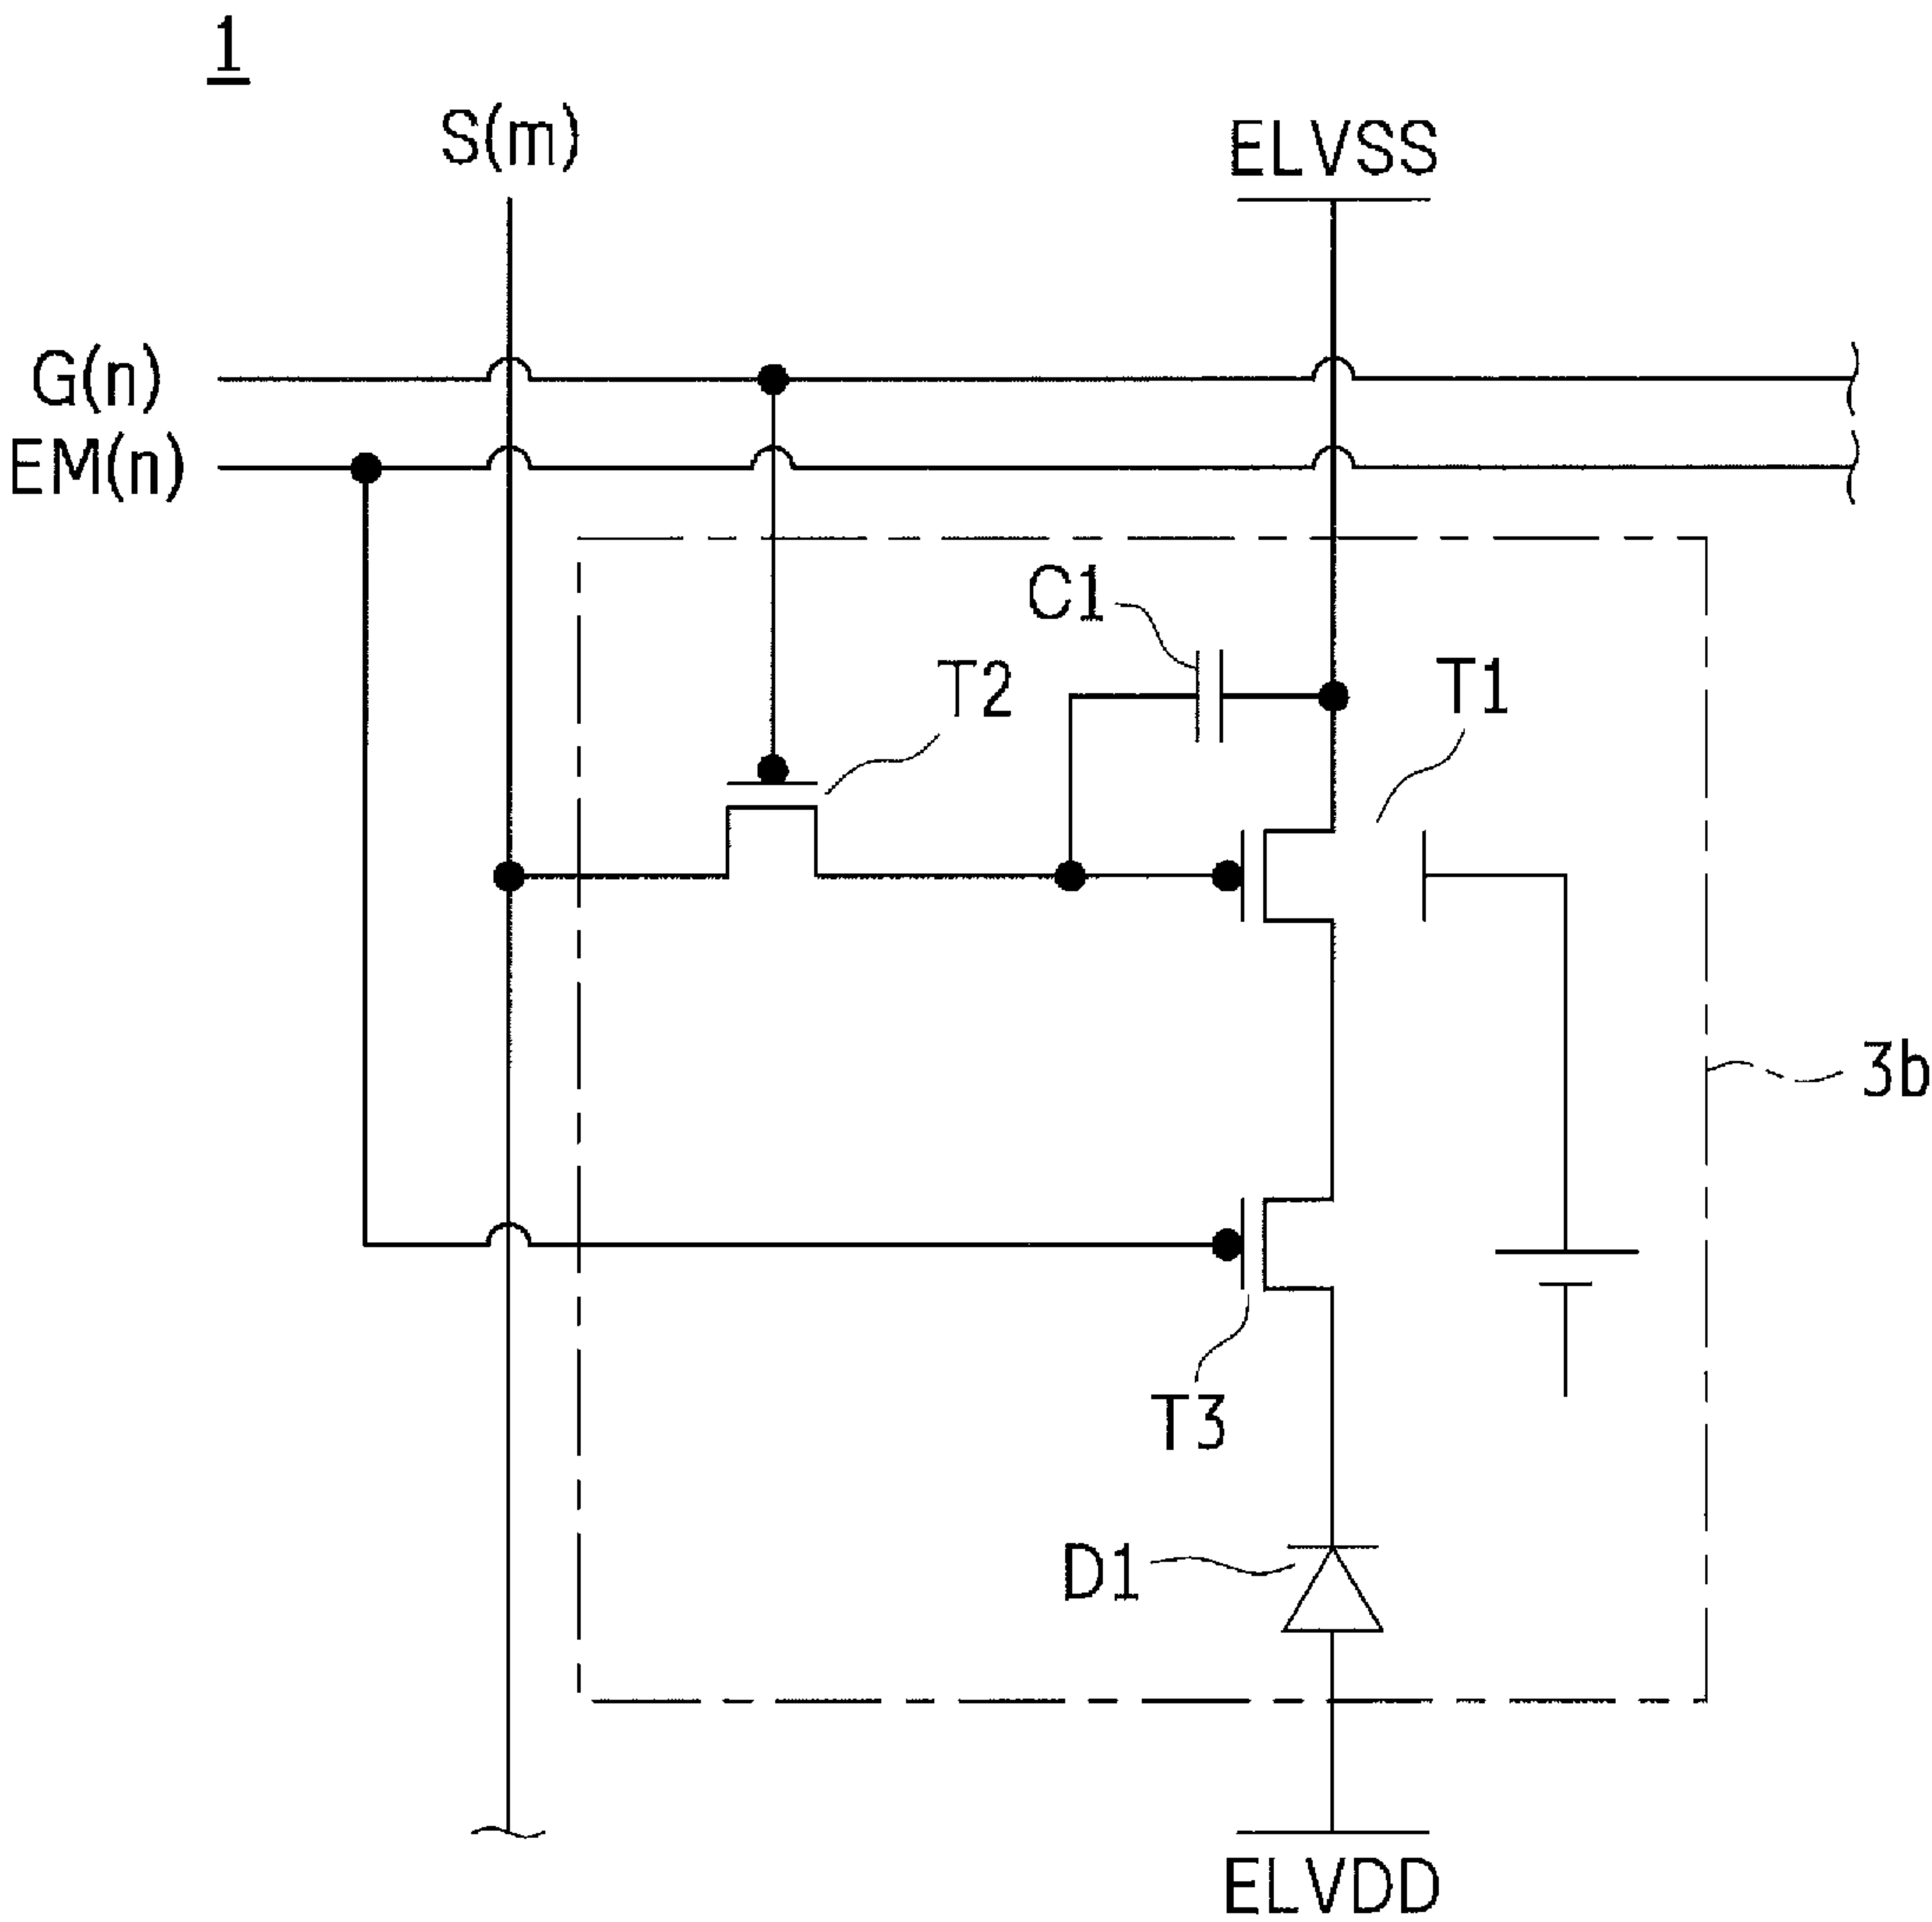 1
S(m)
ELVSS
G(n)
EM(n)
C1
T2
T1
3b
T3
D1
ELVDD